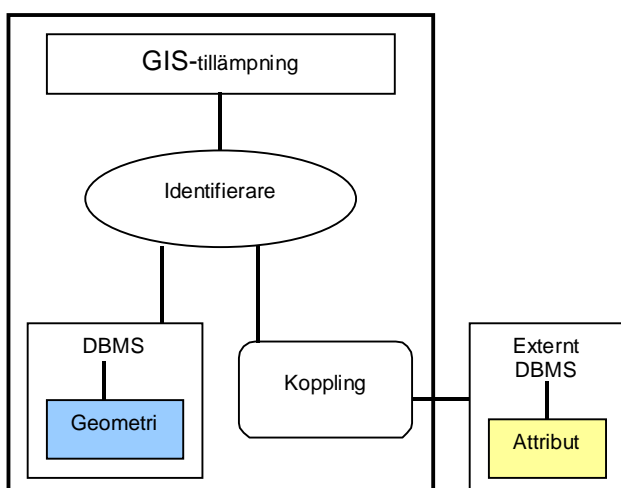 GIS-tillämpning
Identifierare
DBMS
Geometri
Koppling
Externt
DBMS
Attribut